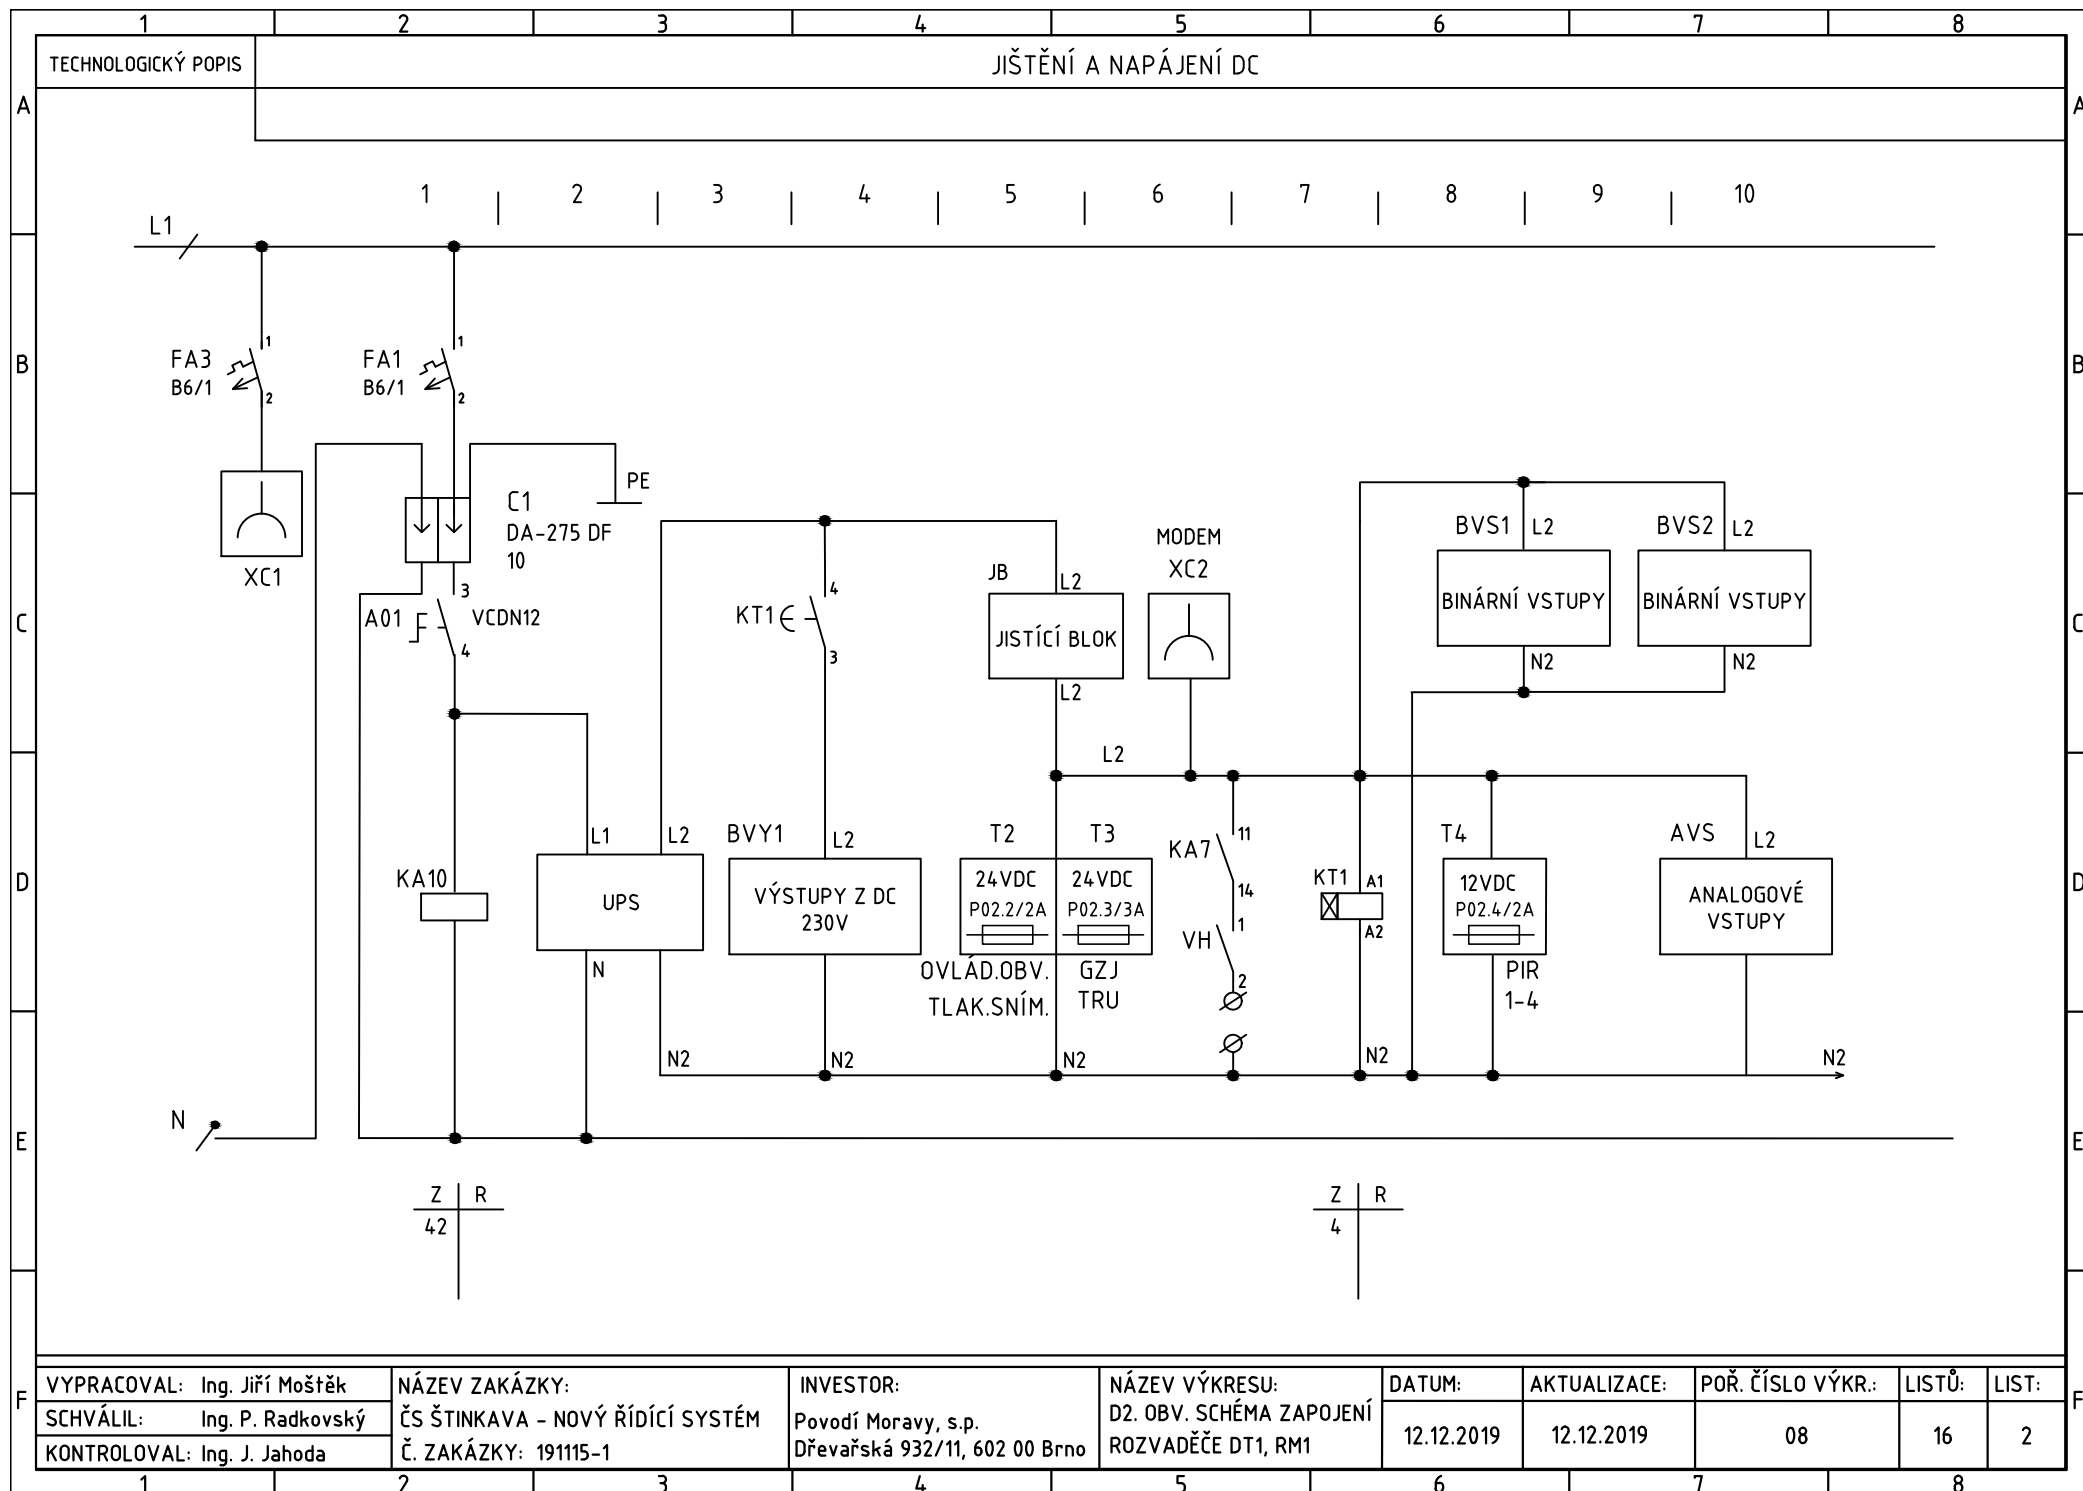 1 2 3 4 5 6 7 8
TECHNOLOGICKÝ POPIS
JIŠTĚNÍ A NAPÁJENÍ DC
A A
1 2 3 4 5 6 7 8 9 10
L1
B B
FA3
B6/1
1
2
FA1
B6/1
1
2
PE
C1
DA-275 DF
10
XC1
C C
A01
3
VCDN12
4
KT1
4
3
JB
L2
JISTÍCÍ BLOK
L2
MODEM
XC2
BVS1
L2
BINÁRNÍ VSTUPY
N2
BVS2
L2
BINÁRNÍ VSTUPY
N2
L2
D D
KA10
L1
L2
UPS
N
N2
BVY1
L2
VÝSTUPY Z DC
230V
N2
T2
24VDC
P02.2/2A
OVLÁD.OBV.
TLAK.SNÍM.
T3
24VDC
P02.3/3A
GZJ
TRU
N2
KA7
11
14
VH
1
2
KT1
A1
A2
N2
T4
12VDC
P02.4/2A
PIR
1-4
AVS
L2
ANALOGOVÉ
VSTUPY
N2
N
E E
Z R
42
Z R
4
F F
VYPRACOVAL: Ing. Jiří Moštěk
SCHVÁLIL: Ing. P. Radkovský
KONTROLOVAL: Ing. J. Jahoda
NÁZEV ZAKÁZKY:
ČS ŠTINKAVA - NOVÝ ŘÍDÍCÍ SYSTÉM
Č. ZAKÁZKY: 191115-1
INVESTOR:
Povodí Moravy, s.p.
Dřevařská 932/11, 602 00 Brno
NÁZEV VÝKRESU:
D2. OBV. SCHÉMA ZAPOJENÍ
ROZVADĚČE DT1, RM1
DATUM:
12.12.2019
AKTUALIZACE:
12.12.2019
POŘ. ČÍSLO VÝKR.:
08
LISTŮ:
16
LIST:
2
1 2 3 4 5 6 7 8